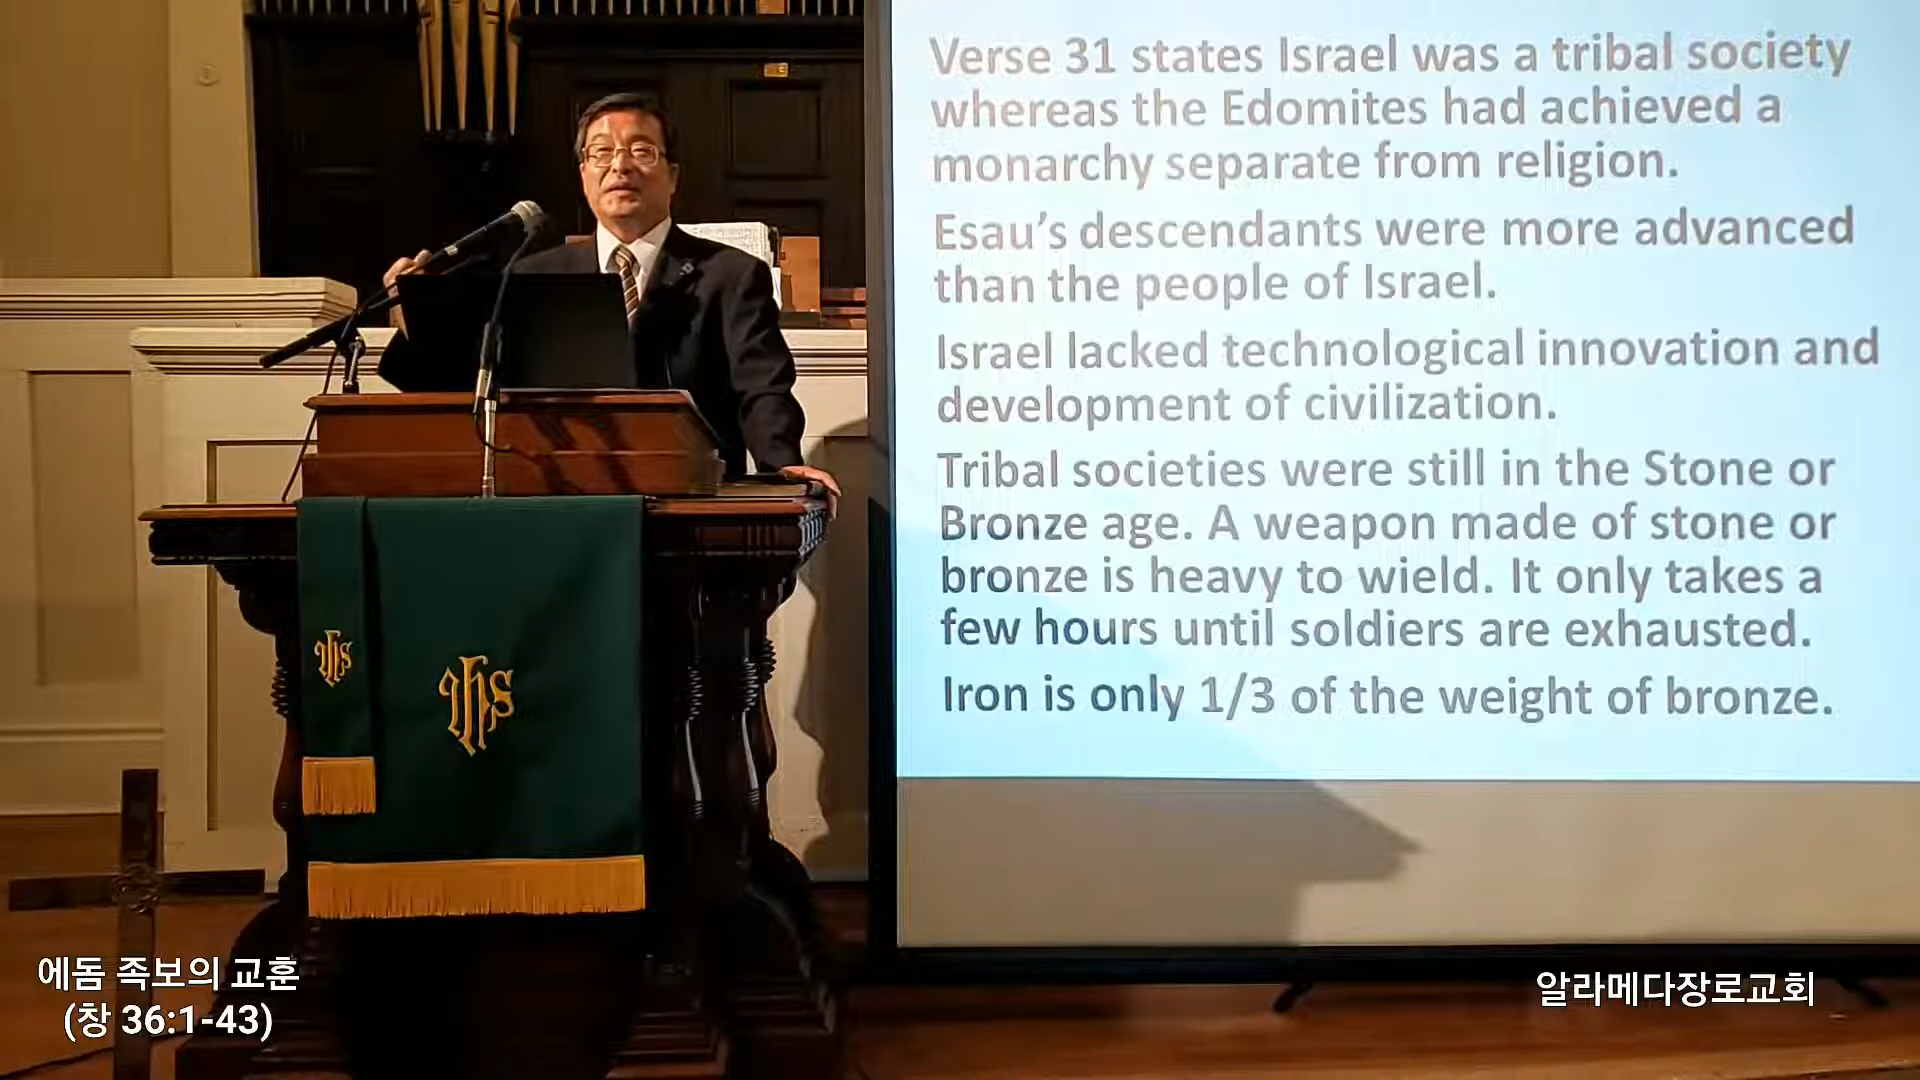 Verse 31 states Israel was a tribal society
whereas the Edomites had achieved a
monarchy separate from religion.
Esau's descendants were more advanced
than the people of Israel.
Israel lacked technological innovation and
development of civilization.
Tribal societies were still in the Stone or
Bronze age. A weapon made of stone or
bronze is heavy to wield. It only takes a
few hours until soldiers are exhausted.
Iron is only 1/3 of the weight of bronze.
IHS
IHS
에돔 족보의 교훈
(창 36:1-43)
알라메다장로교회